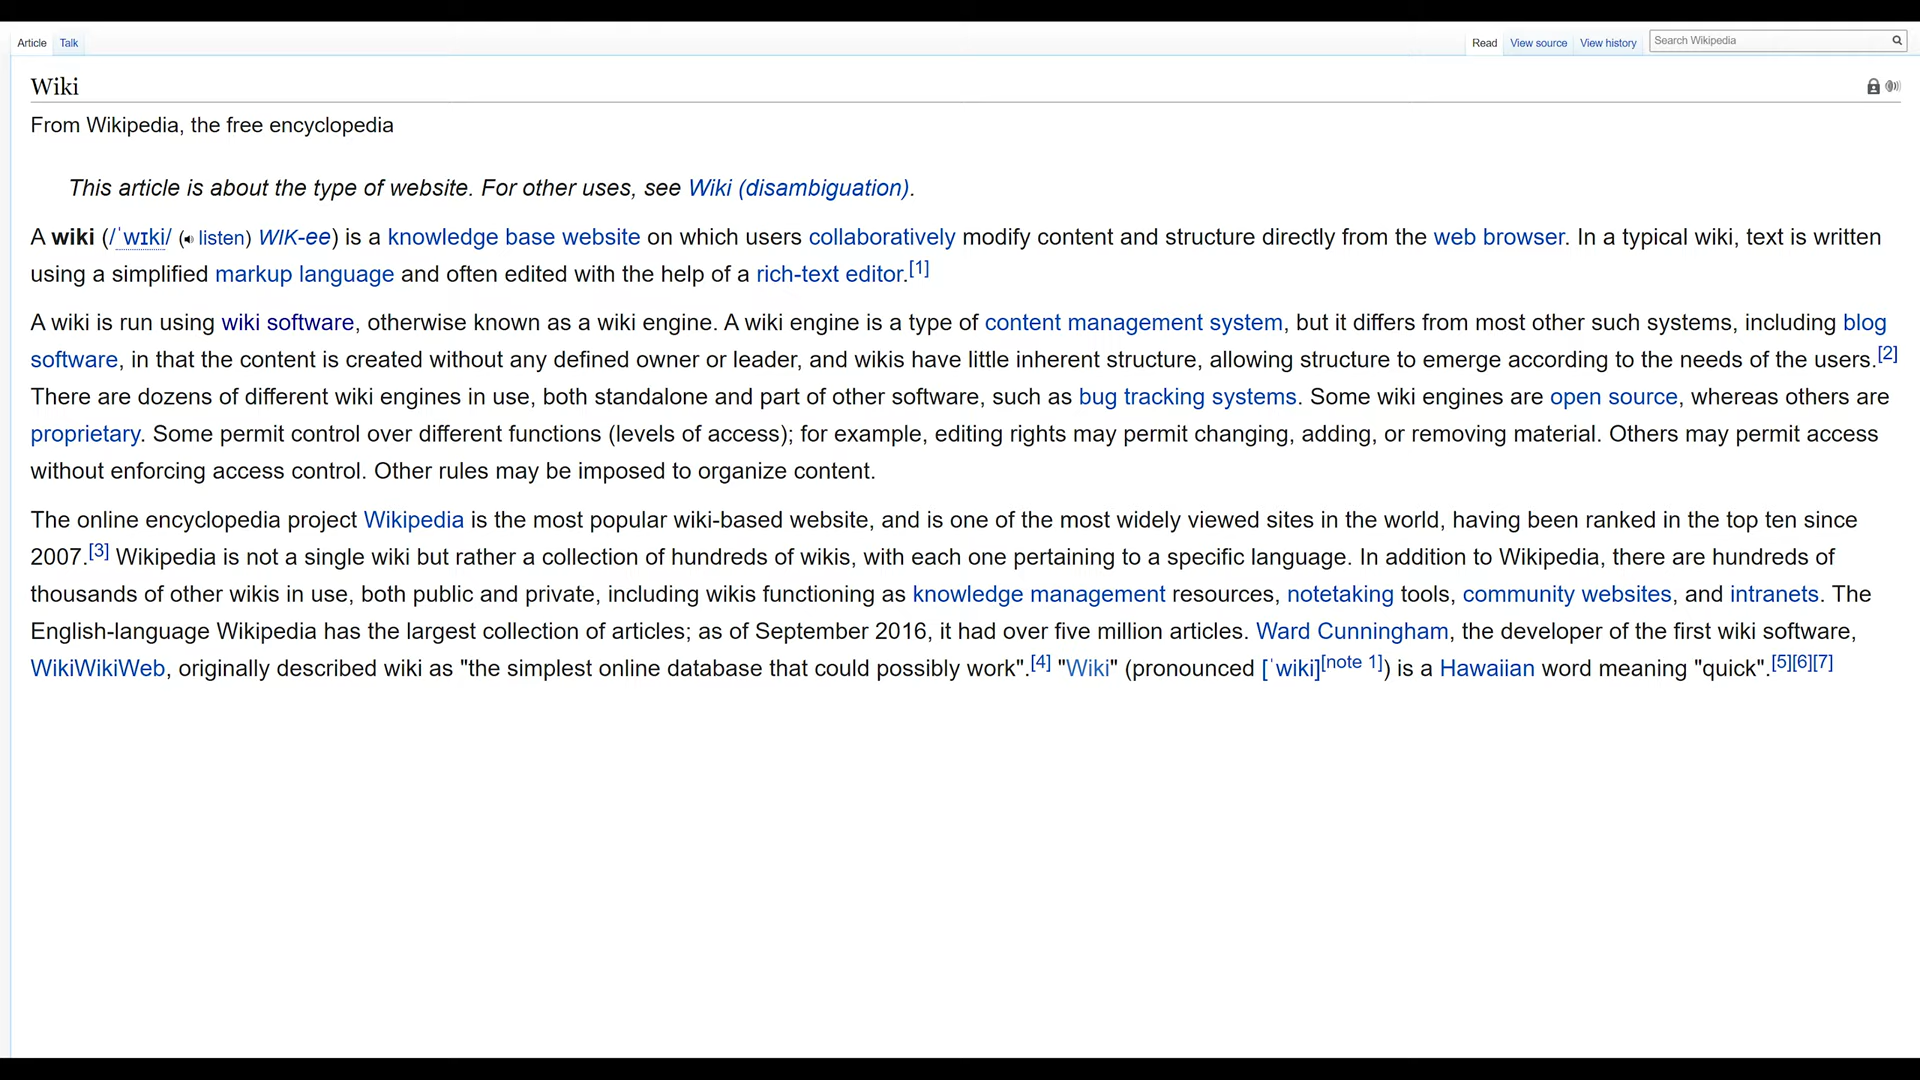 Article Talk Read View source View history Search Wikipedia
Wiki
From Wikipedia, the free encyclopedia
This article is about the type of website. For other uses, see Wiki (disambiguation).
A wiki (/ˈwɪki/ (listen) WIK-ee) is a knowledge base website on which users collaboratively modify content and structure directly from the web browser. In a typical wiki, text is written
using a simplified markup language and often edited with the help of a rich-text editor.[1]
A wiki is run using wiki software, otherwise known as a wiki engine. A wiki engine is a type of content management system, but it differs from most other such systems, including blog
software, in that the content is created without any defined owner or leader, and wikis have little inherent structure, allowing structure to emerge according to the needs of the users.[2]
There are dozens of different wiki engines in use, both standalone and part of other software, such as bug tracking systems. Some wiki engines are open source, whereas others are
proprietary. Some permit control over different functions (levels of access); for example, editing rights may permit changing, adding, or removing material. Others may permit access
without enforcing access control. Other rules may be imposed to organize content.
The online encyclopedia project Wikipedia is the most popular wiki-based website, and is one of the most widely viewed sites in the world, having been ranked in the top ten since
2007.[3] Wikipedia is not a single wiki but rather a collection of hundreds of wikis, with each one pertaining to a specific language. In addition to Wikipedia, there are hundreds of
thousands of other wikis in use, both public and private, including wikis functioning as knowledge management resources, notetaking tools, community websites, and intranets. The
English-language Wikipedia has the largest collection of articles; as of September 2016, it had over five million articles. Ward Cunningham, the developer of the first wiki software,
WikiWikiWeb, originally described wiki as "the simplest online database that could possibly work".[4] "Wiki" (pronounced [ˈwiki][note 1]) is a Hawaiian word meaning "quick".[5][6][7]